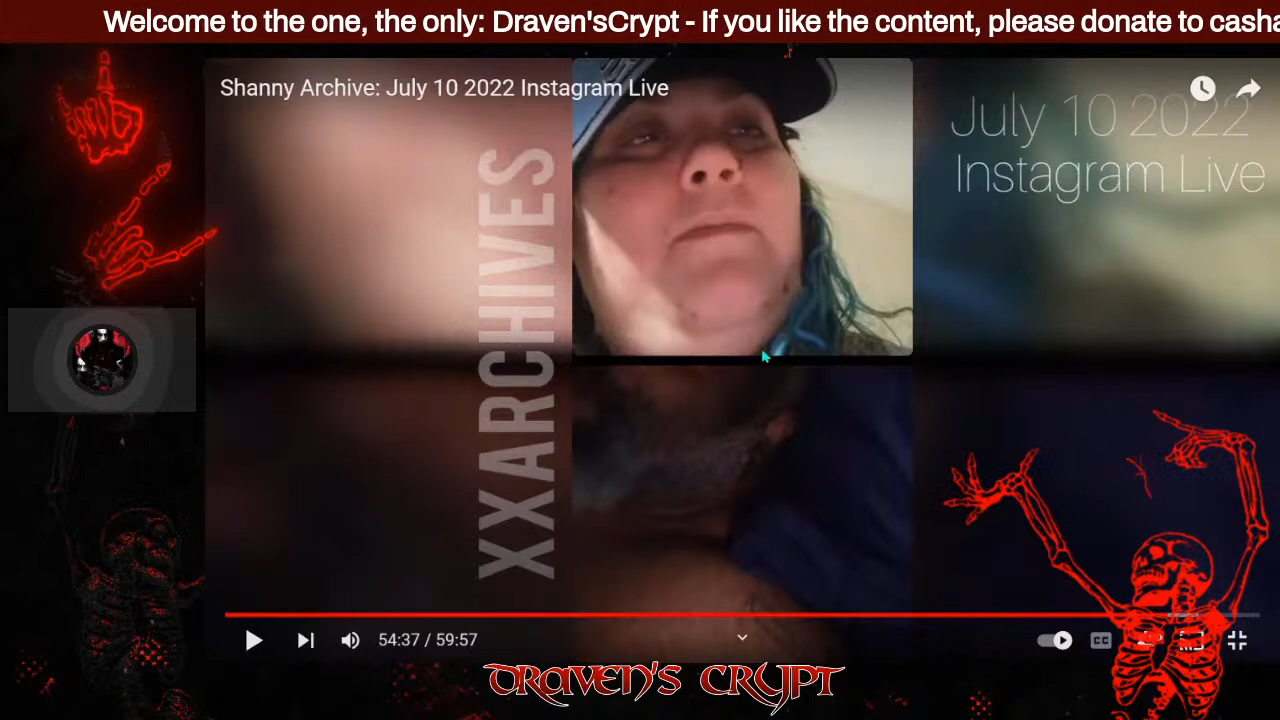 Welcome to the one, the only: Draven'sCrypt - If you like the content, please donate to casha
Shanny Archive: July 10 2022 Instagram Live
July 10 2022
Instagram Live
XXARCHIVES
54:37 / 59:57
CC
DRAVEN'S CRYPT